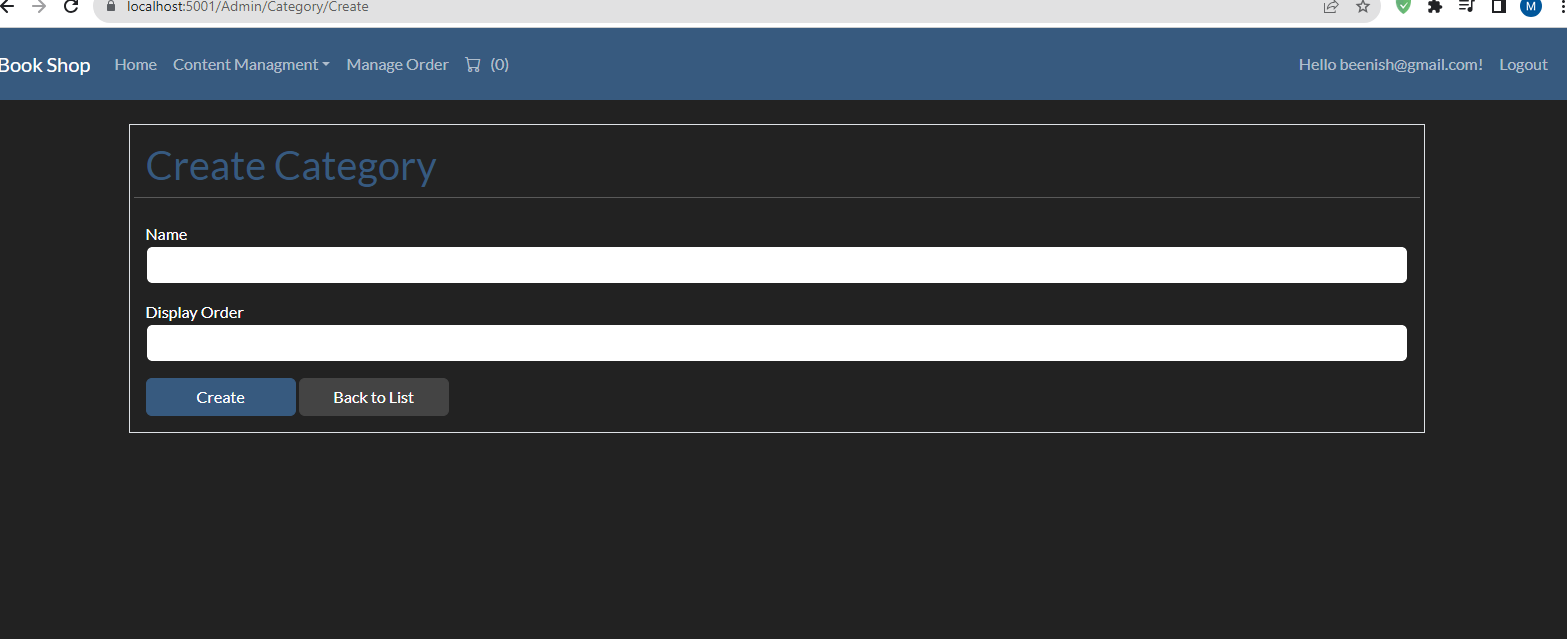 localhost:5001/Admin/Category/Create
M
Book Shop Home Content Managment Manage Order (0) Hello beenish@gmail.com! Logout
Create Category
Name
Display Order
Create Back to List